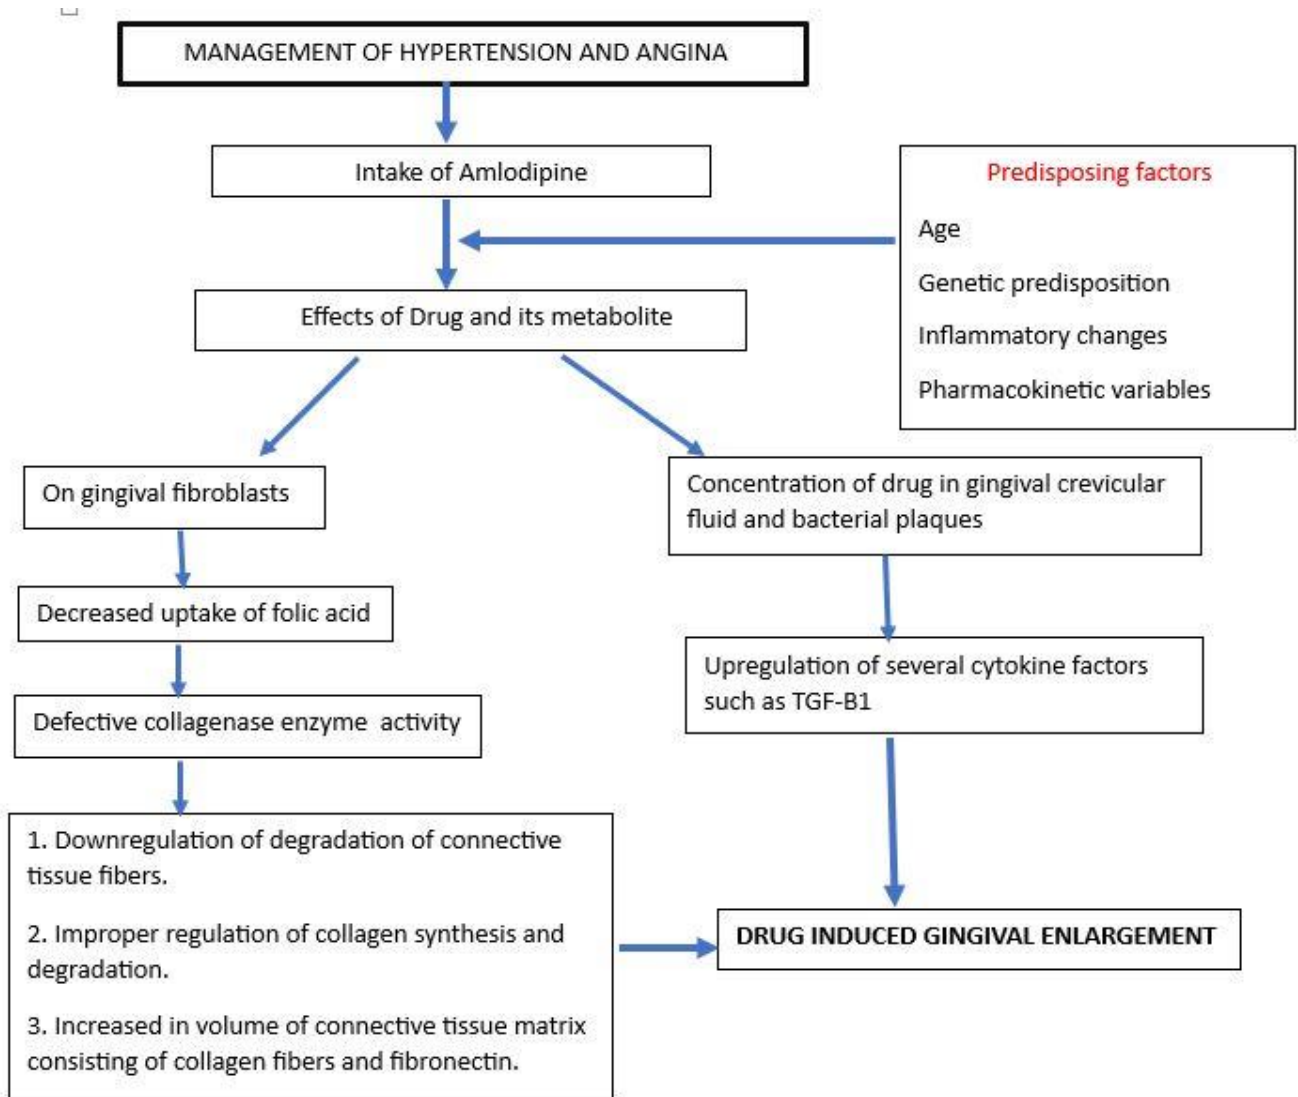 MANAGEMENT OF HYPERTENSION AND ANGINA
Intake of Amlodipine
Predisposing factors
Age
Genetic predisposition
Inflammatory changes
Pharmacokinetic variables
Effects of Drug and its metabolite
On gingival fibroblasts
Decreased uptake of folic acid
Defective collagenase enzyme activity
1. Downregulation of degradation of connective
tissue fibers.
2. Improper regulation of collagen synthesis and
degradation.
3. Increased in volume of connective tissue matrix
consisting of collagen fibers and fibronectin.
Concentration of drug in gingival crevicular
fluid and bacterial plaques
Upregulation of several cytokine factors
such as TGF-B1
DRUG INDUCED GINGIVAL ENLARGEMENT